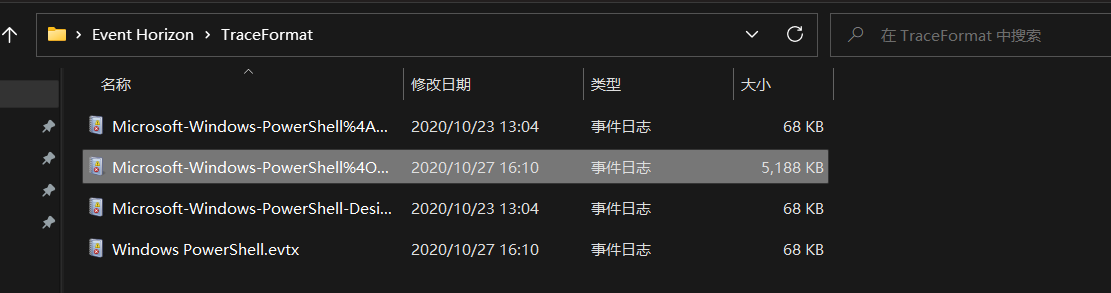 Event Horizon > TraceFormat
在 TraceFormat 中搜索
名称 修改日期 类型 大小
Microsoft-Windows-PowerShell%4A... 2020/10/23 13:04 事件日志 68 KB
Microsoft-Windows-PowerShell%4O... 2020/10/27 16:10 事件日志 5,188 KB
Microsoft-Windows-PowerShell-Desi... 2020/10/23 13:04 事件日志 68 KB
Windows PowerShell.evtx 2020/10/27 16:10 事件日志 68 KB